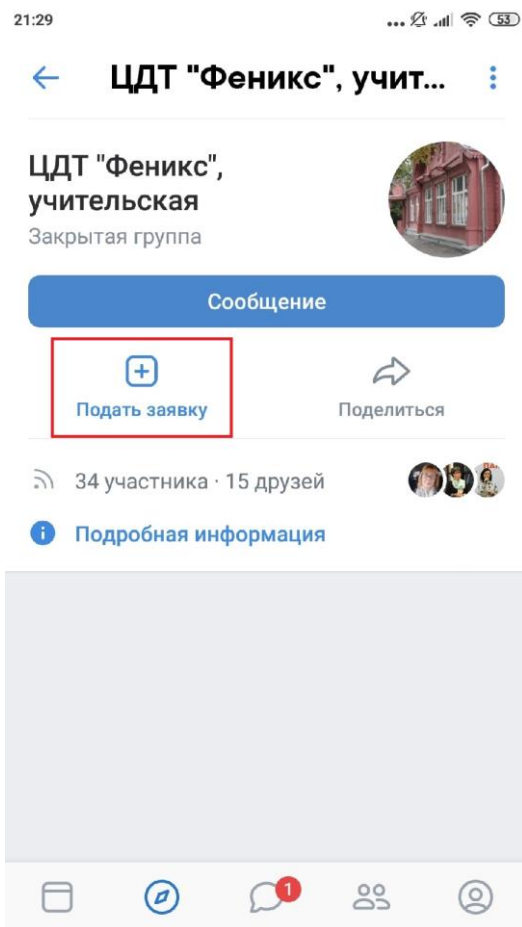 21:29
53
ЦДТ "Феникс", учит...
ЦДТ "Феникс",
учительская
Закрытая группа
Сообщение
Подать заявку
Поделиться
34 участника · 15 друзей
Подробная информация
1